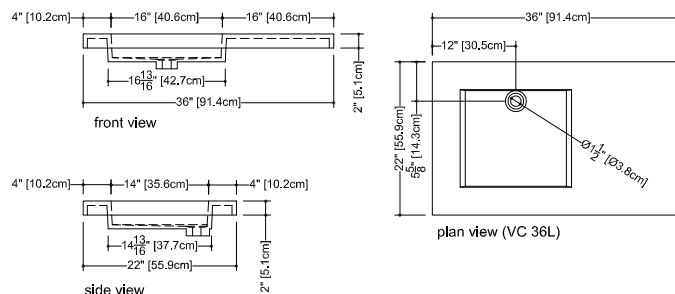 4" [10.2cm] 16" [40.6cm] 16" [40.6cm]
16 13/16" [42.7cm]
36" [91.4cm]
2" [5.1cm]
front view
4" [10.2cm] 14" [35.6cm] 4" [10.2cm]
14 13/16" [37.7cm]
22" [55.9cm]
2" [5.1cm]
side view
36" [91.4cm]
12" [30.5cm]
22" [55.9cm]
5 5/8" [14.3cm]
Ø1 1/2" [Ø3.8cm]
plan view (VC 36L)